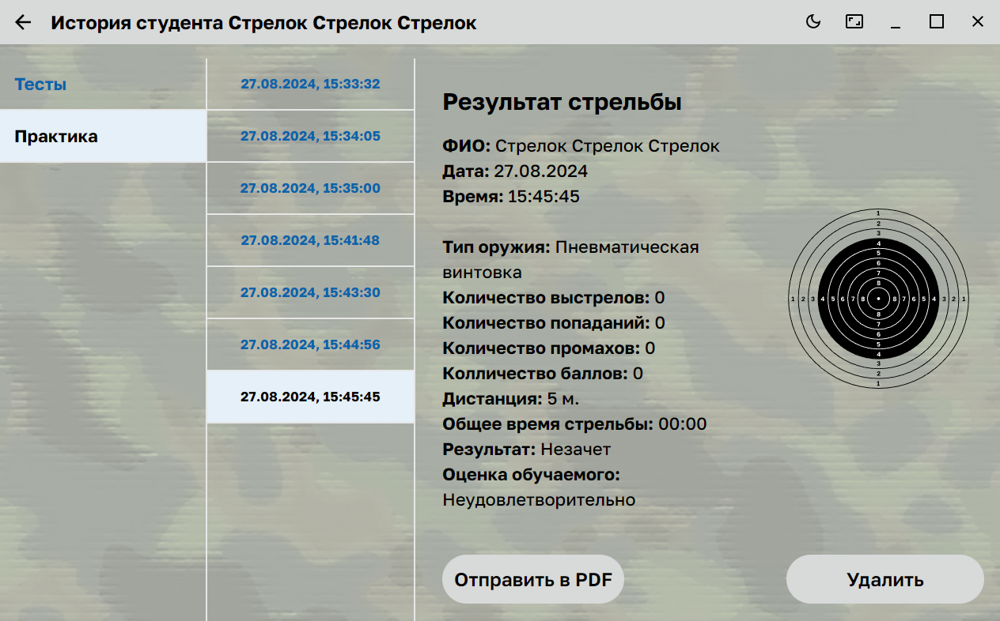 История студента Стрелок Стрелок Стрелок
Тесты
Практика
27.08.2024, 15:33:32
27.08.2024, 15:34:05
27.08.2024, 15:35:00
27.08.2024, 15:41:48
27.08.2024, 15:43:30
27.08.2024, 15:44:56
27.08.2024, 15:45:45
Результат стрельбы
ФИО: Стрелок Стрелок Стрелок
Дата: 27.08.2024
Время: 15:45:45
Тип оружия: Пневматическая
винтовка
Количество выстрелов: 0
Количество попаданий: 0
Количество промахов: 0
Колличество баллов: 0
Дистанция: 5 м.
Общее время стрельбы: 00:00
Результат: Незачет
Оценка обучаемого:
Неудовлетворительно
1
2
3
4
5
6
7
8
1 2 3 4 5 6 7 8 8 7 6 5 4 3 2 1
8
7
6
5
4
3
2
1
Отправить в PDF
Удалить